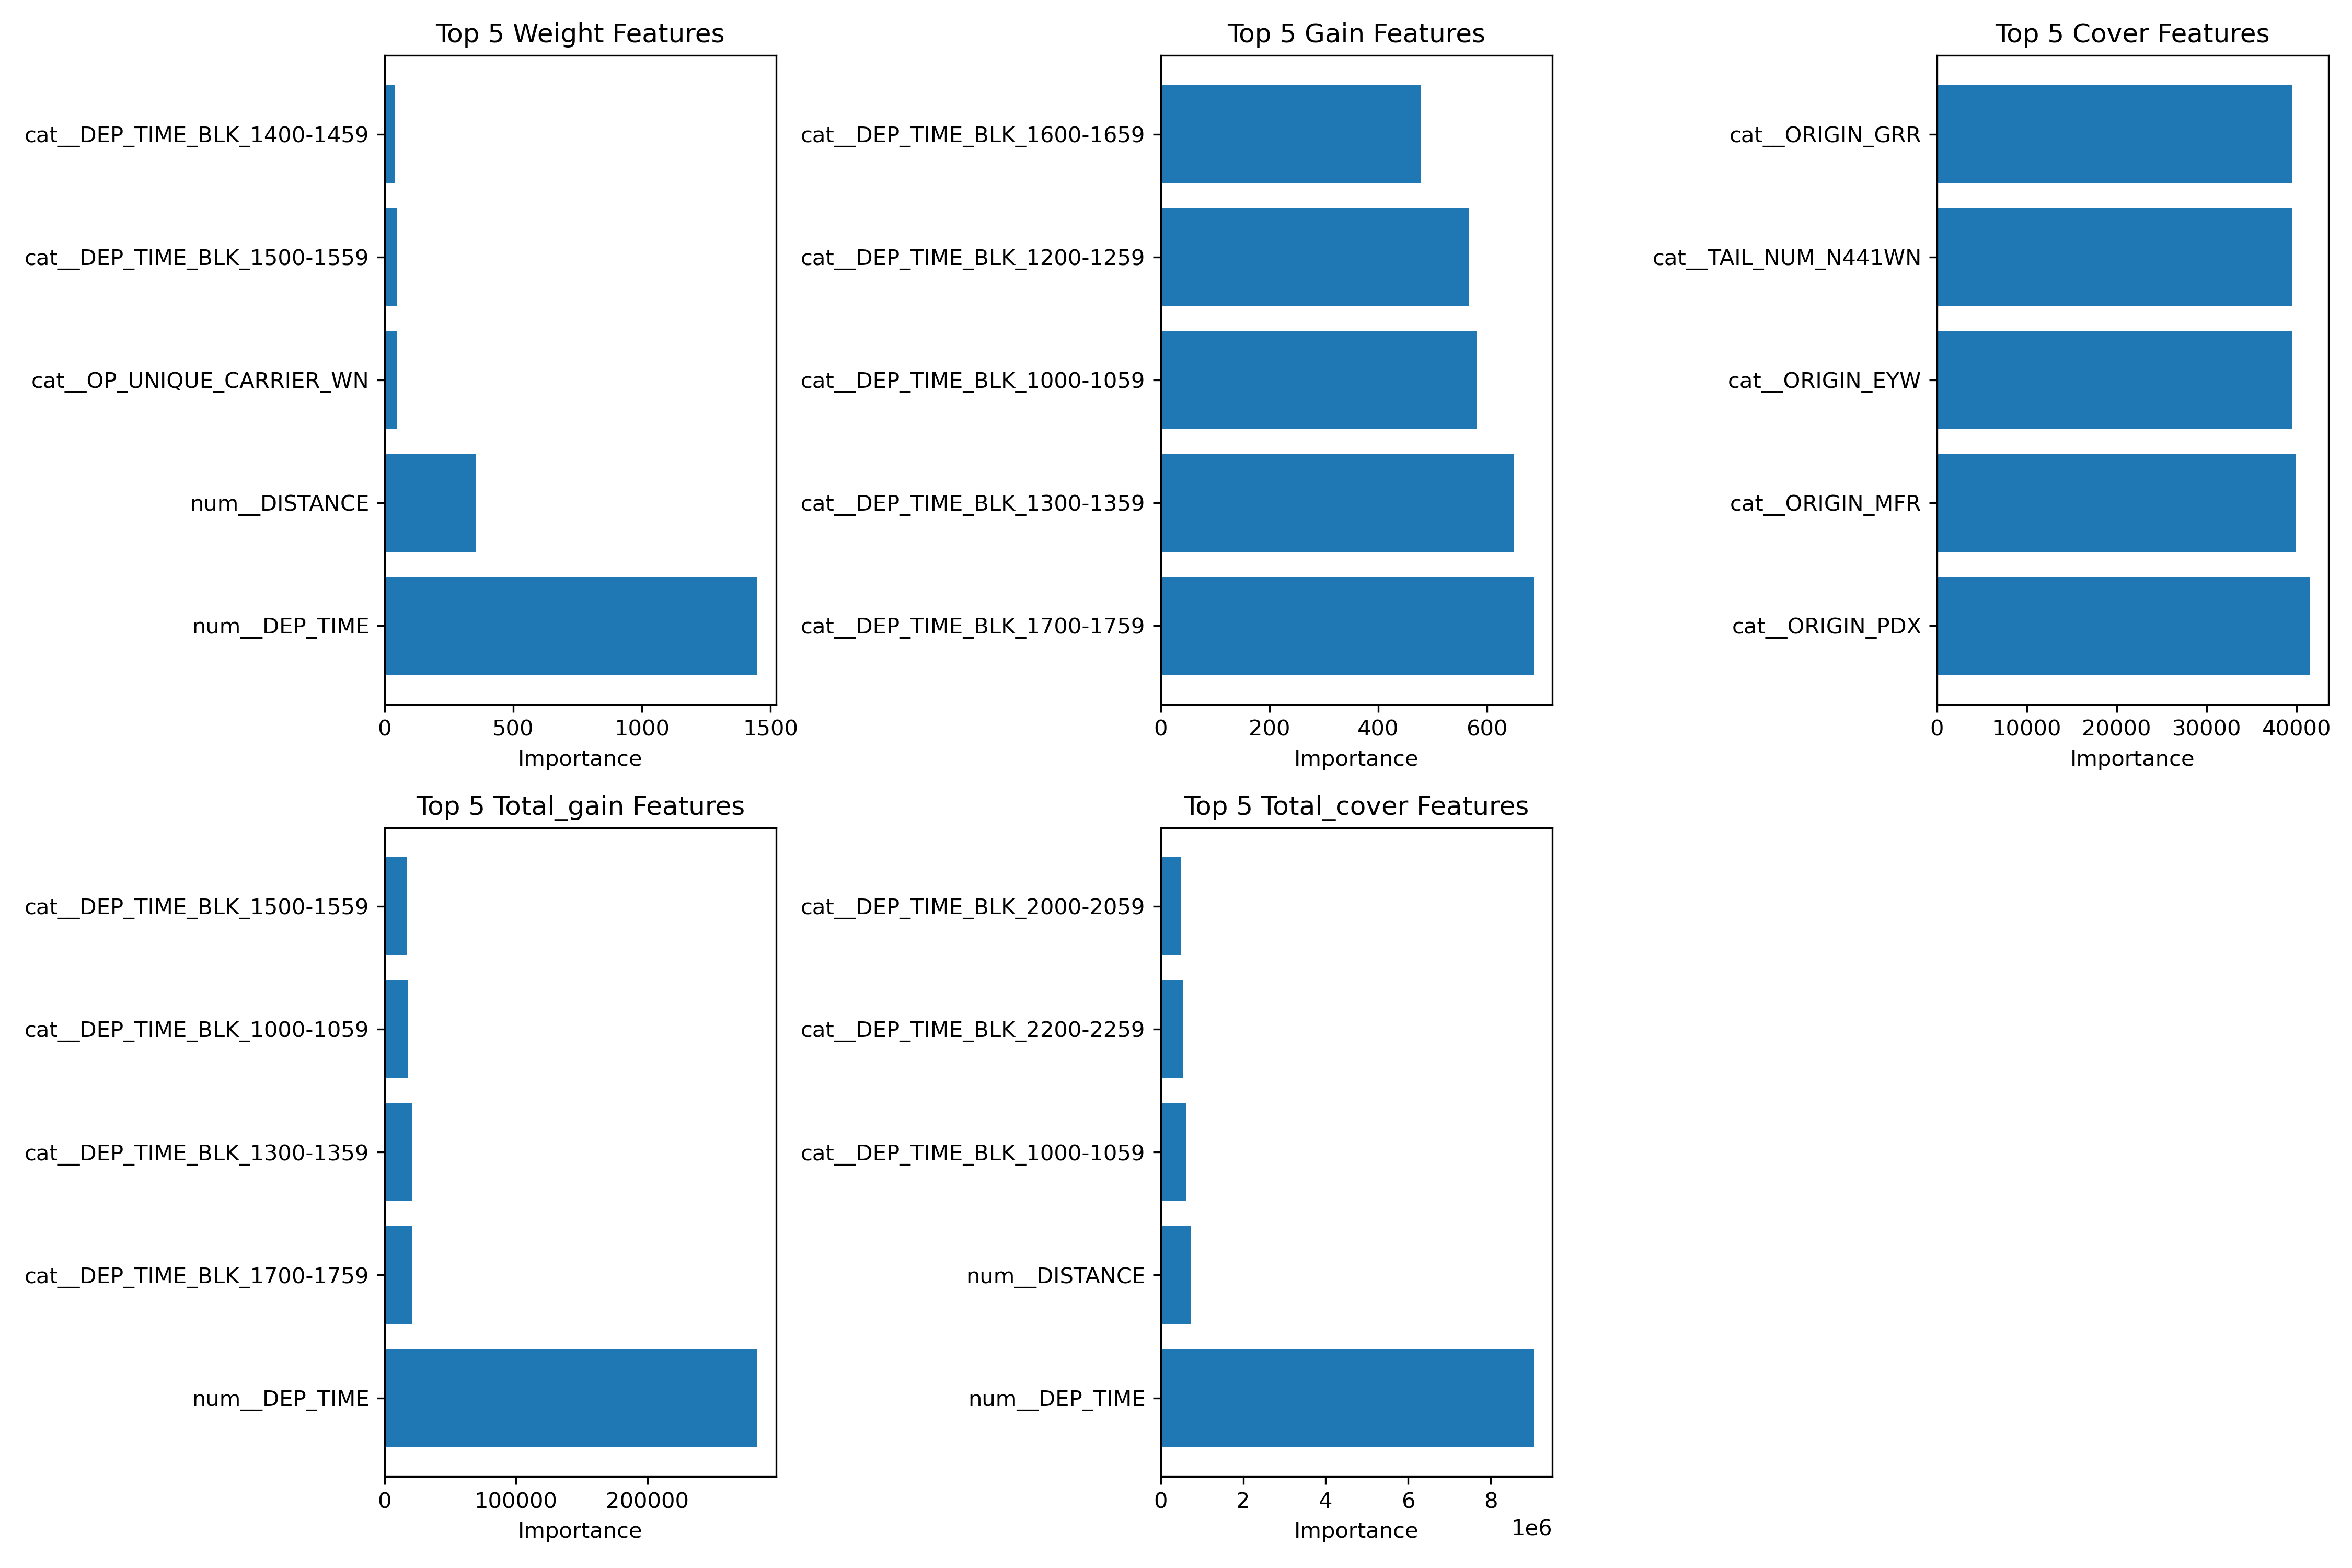 Top 5 Weight Features
cat__DEP_TIME_BLK_1400-1459
cat__DEP_TIME_BLK_1500-1559
cat__OP_UNIQUE_CARRIER_WN
num__DISTANCE
num__DEP_TIME
0 500 1000 1500
Importance
Top 5 Gain Features
cat__DEP_TIME_BLK_1600-1659
cat__DEP_TIME_BLK_1200-1259
cat__DEP_TIME_BLK_1000-1059
cat__DEP_TIME_BLK_1300-1359
cat__DEP_TIME_BLK_1700-1759
0 200 400 600
Importance
Top 5 Cover Features
cat__ORIGIN_GRR
cat__TAIL_NUM_N441WN
cat__ORIGIN_EYW
cat__ORIGIN_MFR
cat__ORIGIN_PDX
0 10000 20000 30000 40000
Importance
Top 5 Total_gain Features
cat__DEP_TIME_BLK_1500-1559
cat__DEP_TIME_BLK_1000-1059
cat__DEP_TIME_BLK_1300-1359
cat__DEP_TIME_BLK_1700-1759
num__DEP_TIME
0 100000 200000
Importance
Top 5 Total_cover Features
cat__DEP_TIME_BLK_2000-2059
cat__DEP_TIME_BLK_2200-2259
cat__DEP_TIME_BLK_1000-1059
num__DISTANCE
num__DEP_TIME
0 2 4 6 8
1e6
Importance